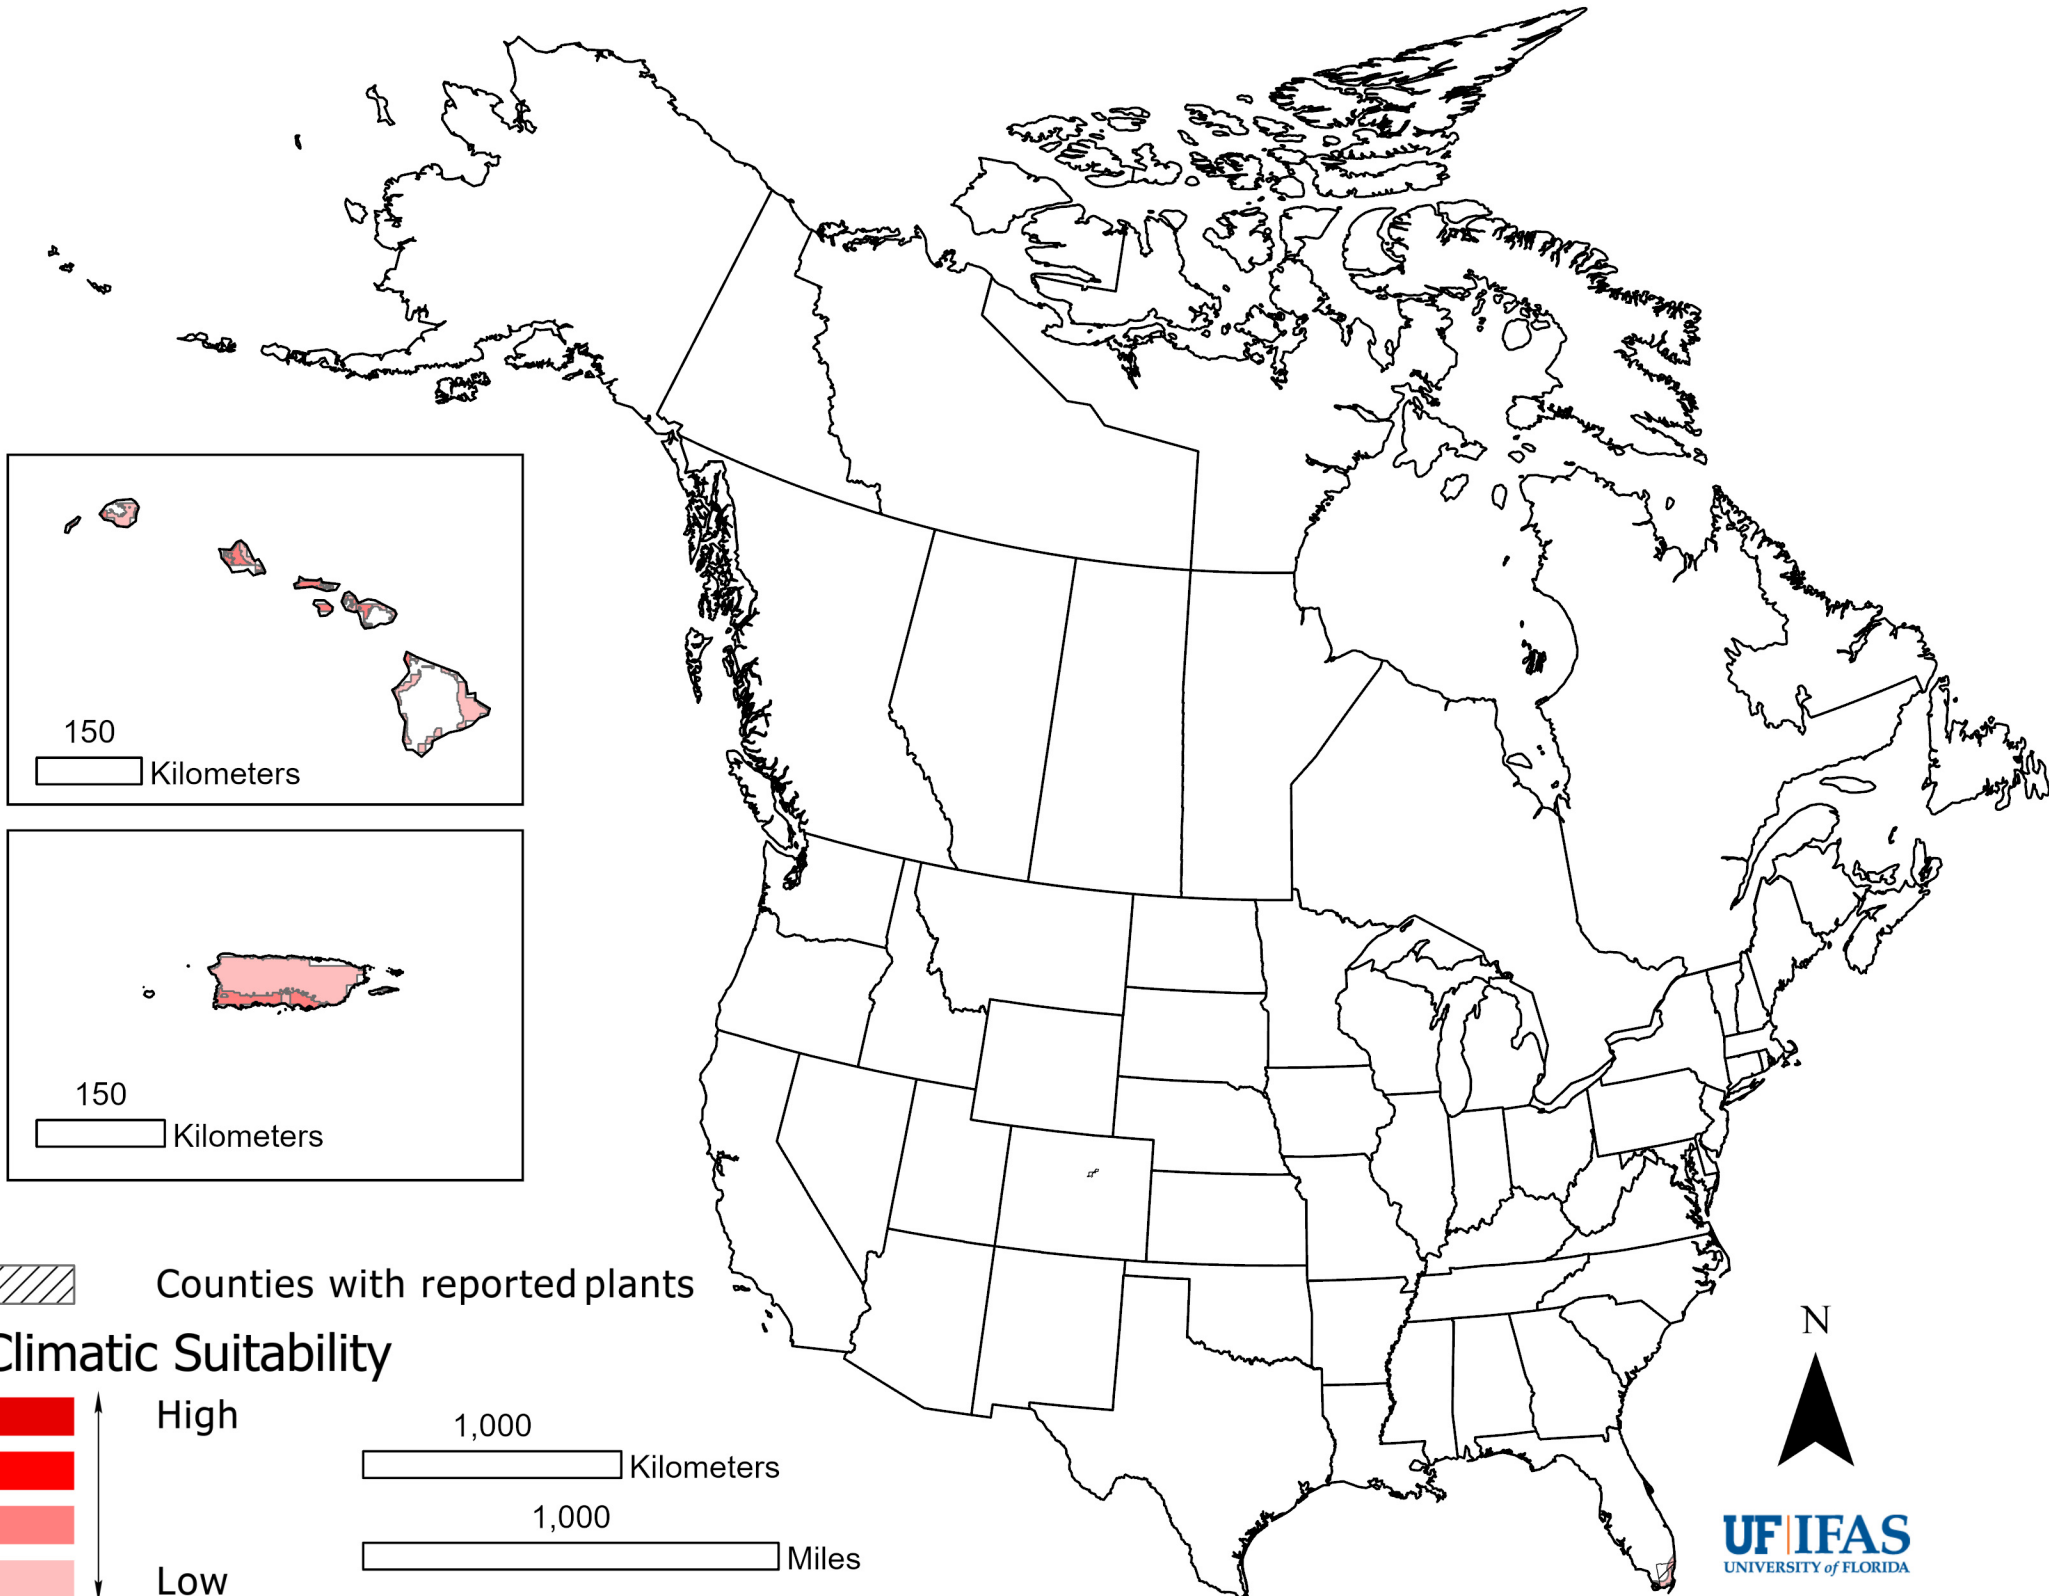 150
Kilometers
150
Kilometers
Counties with reported plants
Climatic Suitability
High
Low
1,000
Kilometers
1,000
Miles
N
UF|IFAS
UNIVERSITY of FLORIDA